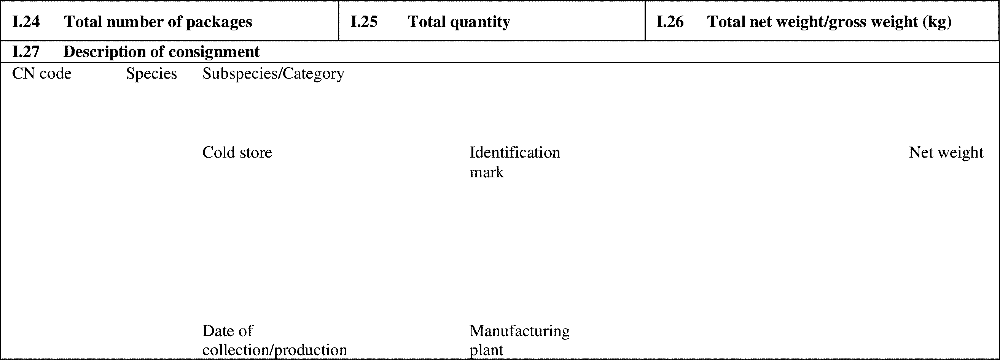 I.24 Total number of packages I.25 Total quantity I.26 Total net weight/gross weight (kg)
I.27 Description of consignment
CN code Species Subspecies/Category
Cold store Identification Net weight
mark
Date of Manufacturing
collection/production plant